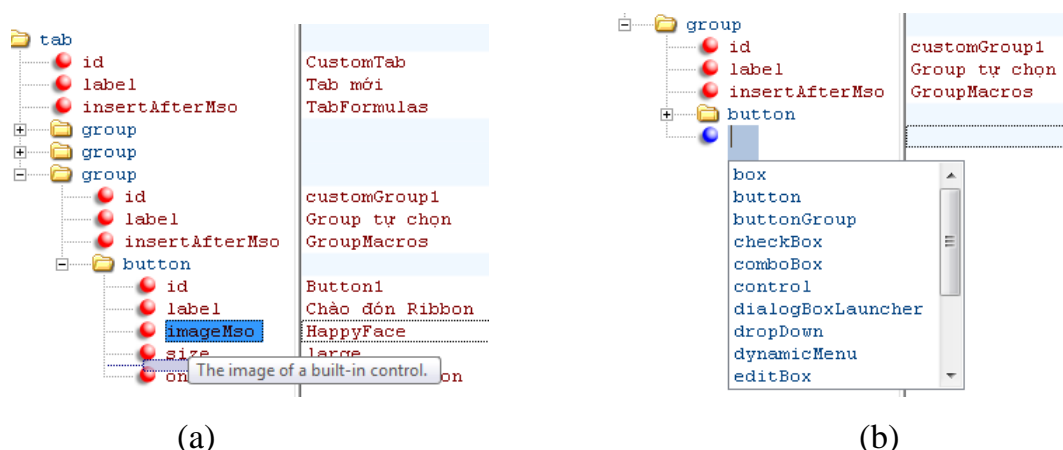 tab
id CustomTab
label Tab mới
insertAfterMso TabFormulas
group
group
group
id customGroup1
label Group tự chọn
insertAfterMso GroupMacros
button
id Button1
label Chào đón Ribbon
imageMso HappyFace
size large
The image of a built-in control.
on on
(a)
group
id customGroup1
label Group tự chọn
insertAfterMso GroupMacros
button
box
button
buttonGroup
checkBox
comboBox
control
dialogBoxLauncher
dropDown
dynamicMenu
editBox
(b)